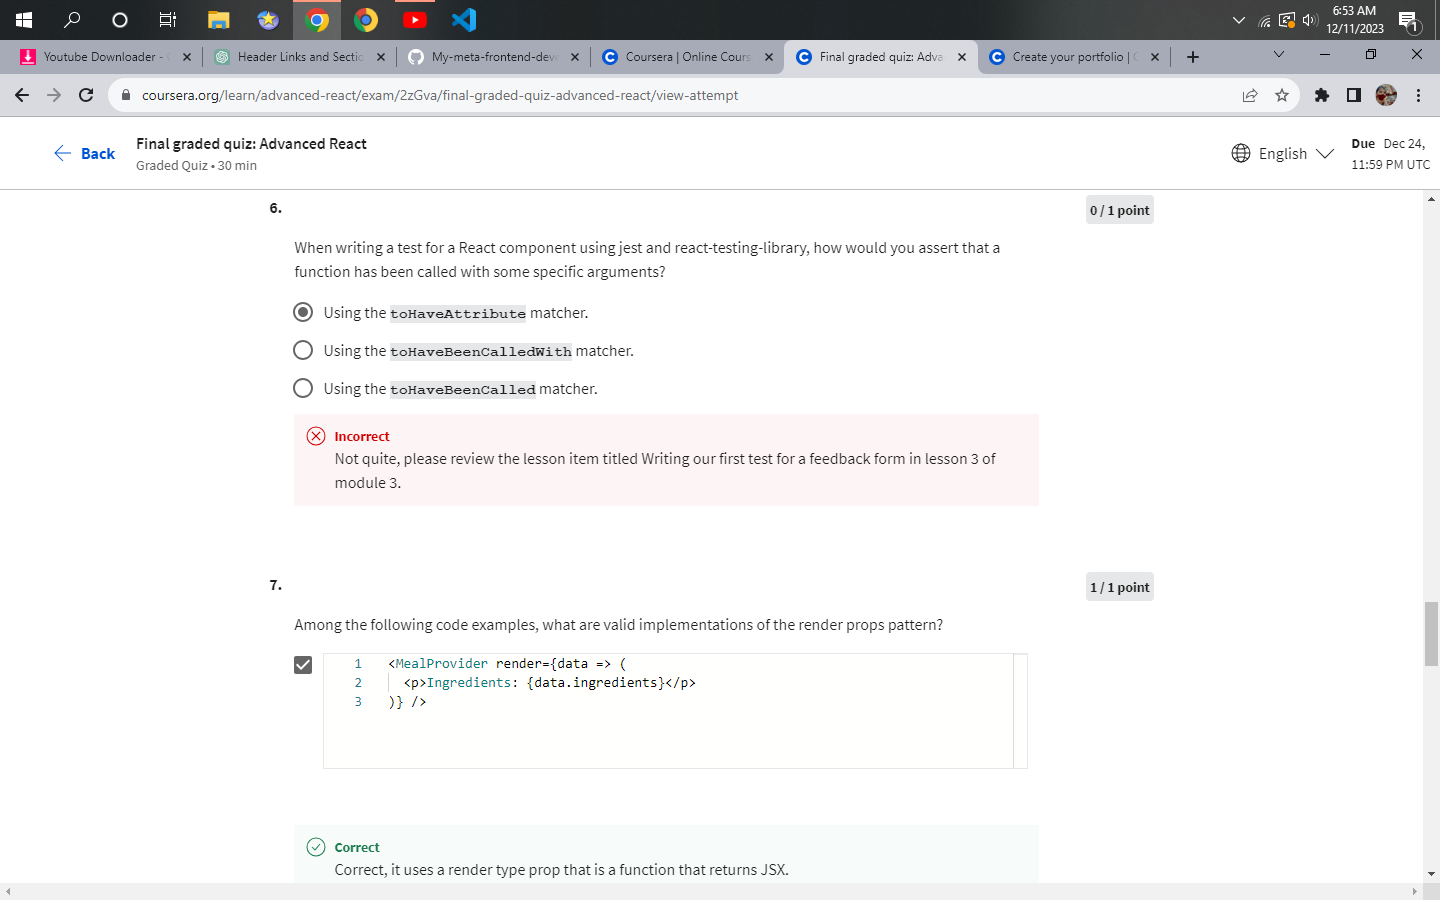 6:53 AM
12/11/2023
1
Youtube Downloader -
Header Links and Sectio
My-meta-frontend-deve
Coursera | Online Cours
Final graded quiz: Adva
Create your portfolio |
coursera.org/learn/advanced-react/exam/2zGva/final-graded-quiz-advanced-react/view-attempt
Back
Final graded quiz: Advanced React
Graded Quiz • 30 min
English
Due Dec 24,
11:59 PM UTC
6.
0 / 1 point
When writing a test for a React component using jest and react-testing-library, how would you assert that a
function has been called with some specific arguments?
Using the toHaveAttribute matcher.
Using the toHaveBeenCalledWith matcher.
Using the toHaveBeenCalled matcher.
Incorrect
Not quite, please review the lesson item titled Writing our first test for a feedback form in lesson 3 of
module 3.
7.
1 / 1 point
Among the following code examples, what are valid implementations of the render props pattern?
1 <MealProvider render={data => (
2 <p>Ingredients: {data.ingredients}</p>
3 )} />
Correct
Correct, it uses a render type prop that is a function that returns JSX.